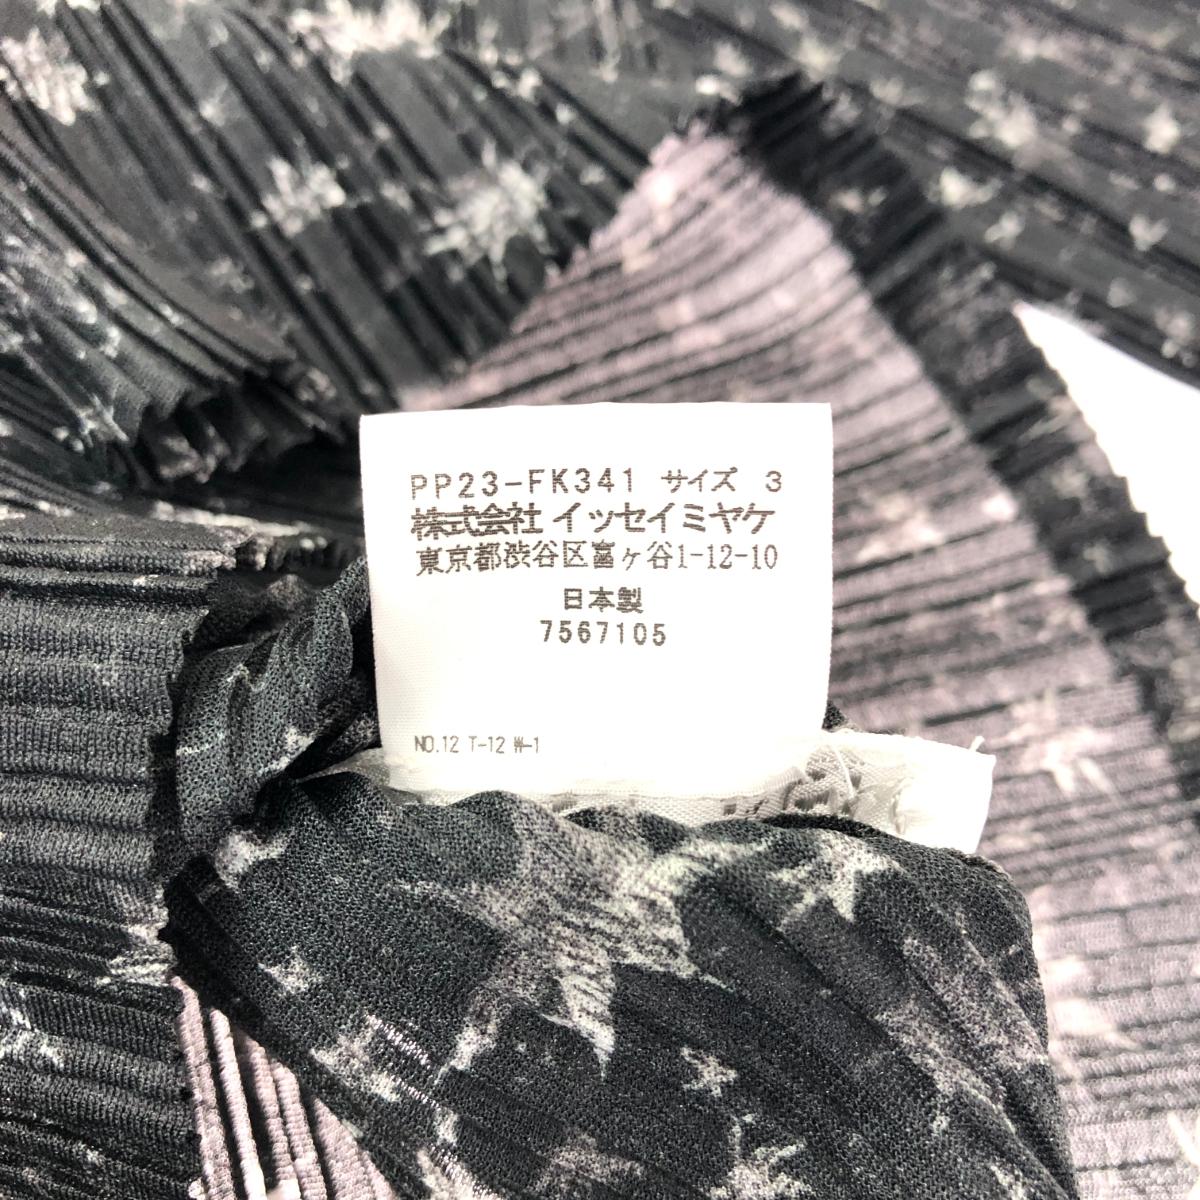 PP23-FK341 サイズ 3
株式会社 イッセイミヤケ
東京都渋谷区富ヶ谷1-12-10
日本製
7567105
NO.12 T-12 W-1